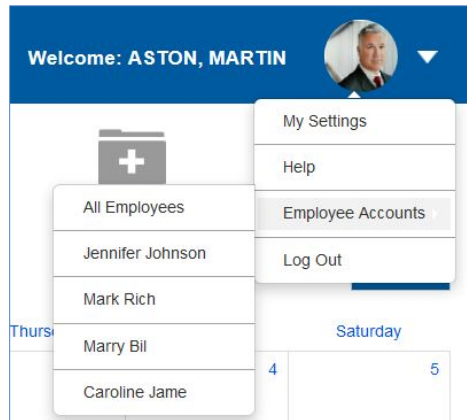 Welcome: ASTON, MARTIN
My Settings
Help
Employee Accounts
Log Out
All Employees
Jennifer Johnson
Mark Rich
Marry Bil
Caroline Jame
Thurs
Saturday
4
5